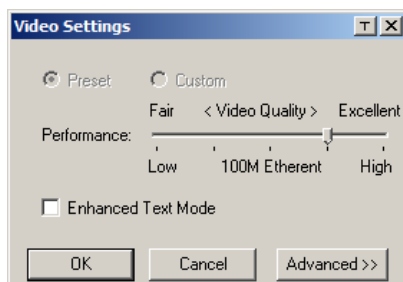 Video Settings
Preset Custom
Fair < Video Quality > Excellent
Performance:
Low 100M Etherent High
Enhanced Text Mode
OK Cancel Advanced >>